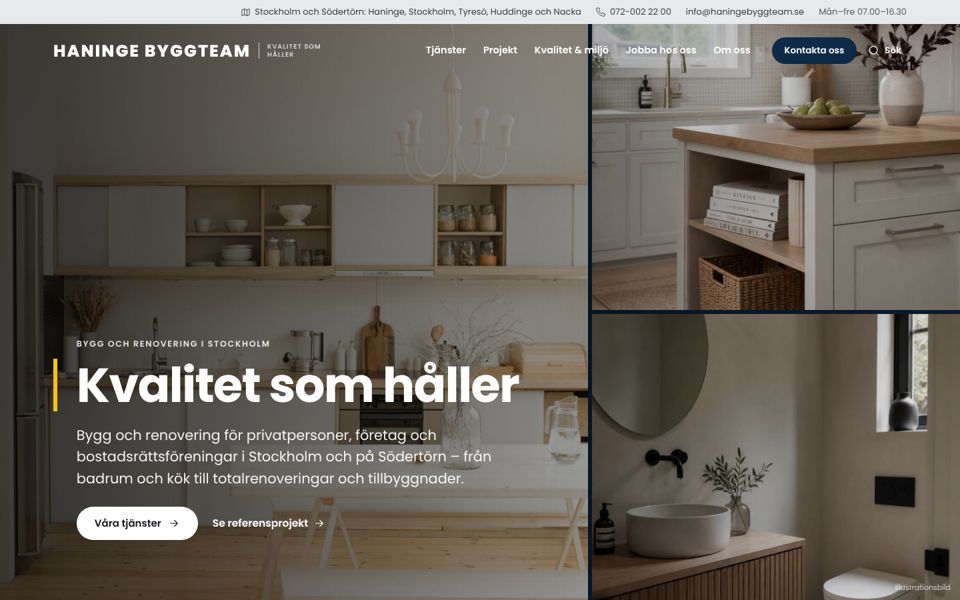 Stockholm och Södertörn: Haninge, Stockholm, Tyresö, Huddinge och Nacka
072-002 22 00
info@haningebyggteam.se
Mån–fre 07.00–16.30
HANINGE BYGGTEAM
KVALITET SOM
HÅLLER
Tjänster
Projekt
Kvalitet & miljö
Jobba hos oss
Om oss
Kontakta oss
Sök
KINFOLK
BYGG OCH RENOVERING I STOCKHOLM
Kvalitet som håller
Bygg och renovering för privatpersoner, företag och
bostadsrättsföreningar i Stockholm och på Södertörn – från
badrum och kök till totalrenoveringar och tillbyggnader.
Våra tjänster
Se referensprojekt
Illustrationsbild